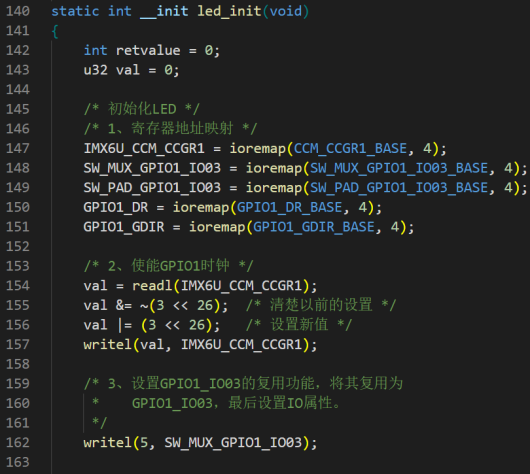 140 static int __init led_init(void)
141 {
142     int retvalue = 0;
143     u32 val = 0;
144
145     /* 初始化LED */
146     /* 1、寄存器地址映射 */
147     IMX6U_CCM_CCGR1 = ioremap(CCM_CCGR1_BASE, 4);
148     SW_MUX_GPIO1_IO03 = ioremap(SW_MUX_GPIO1_IO03_BASE, 4);
149     SW_PAD_GPIO1_IO03 = ioremap(SW_PAD_GPIO1_IO03_BASE, 4);
150     GPIO1_DR = ioremap(GPIO1_DR_BASE, 4);
151     GPIO1_GDIR = ioremap(GPIO1_GDIR_BASE, 4);
152
153     /* 2、使能GPIO1时钟 */
154     val = readl(IMX6U_CCM_CCGR1);
155     val &= ~(3 << 26);  /* 清楚以前的设置 */
156     val |= (3 << 26);   /* 设置新值 */
157     writel(val, IMX6U_CCM_CCGR1);
158
159     /* 3、设置GPIO1_IO03的复用功能，将其复用为
160      *    GPIO1_IO03，最后设置IO属性。
161      */
162     writel(5, SW_MUX_GPIO1_IO03);
163